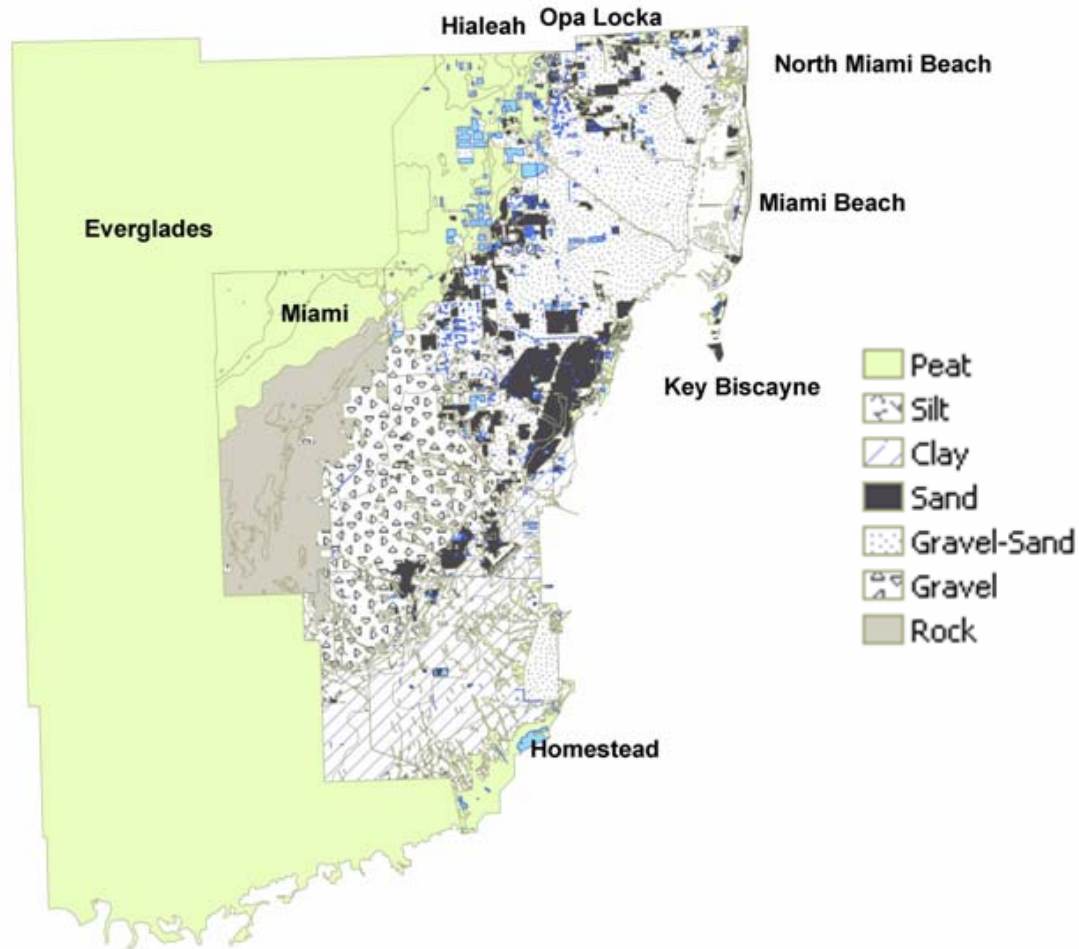 Hialeah
Opa Locka
North Miami Beach
Miami Beach
Everglades
Miami
Key Biscayne
Peat
Silt
Clay
Sand
Gravel-Sand
Gravel
Rock
Homestead